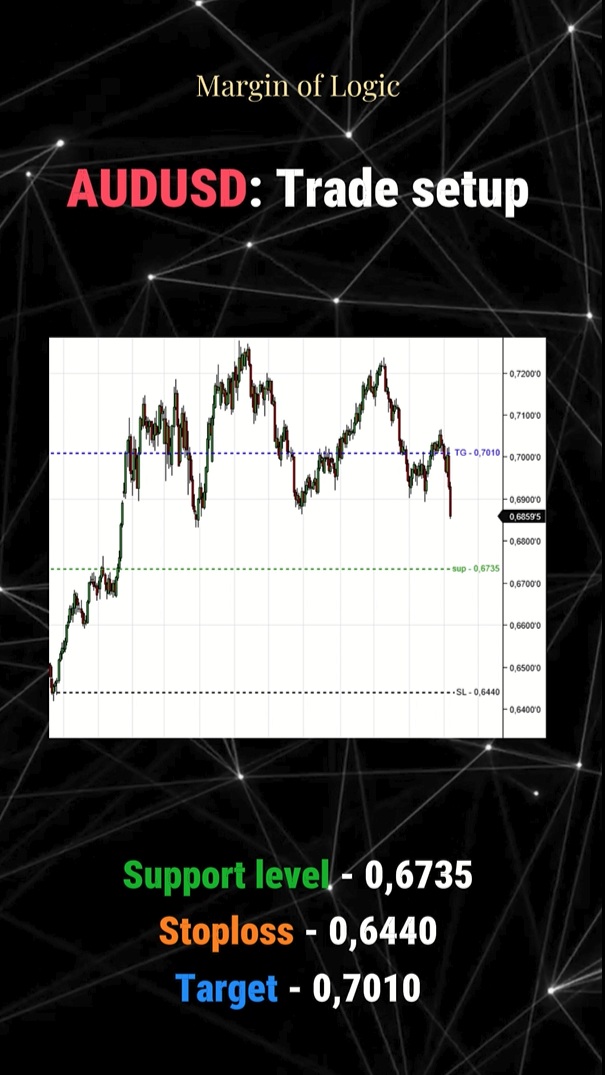 Margin of Logic
AUDUSD: Trade setup
0,7200'0
0,7100'0
TG - 0,7010
0,7000'0
0,6900'0
0,6859'5
0,6800'0
sup - 0,6735
0,6700'0
0,6600'0
0,6500'0
SL - 0,6440
0,6400'0
Support level - 0,6735
Stoploss - 0,6440
Target - 0,7010